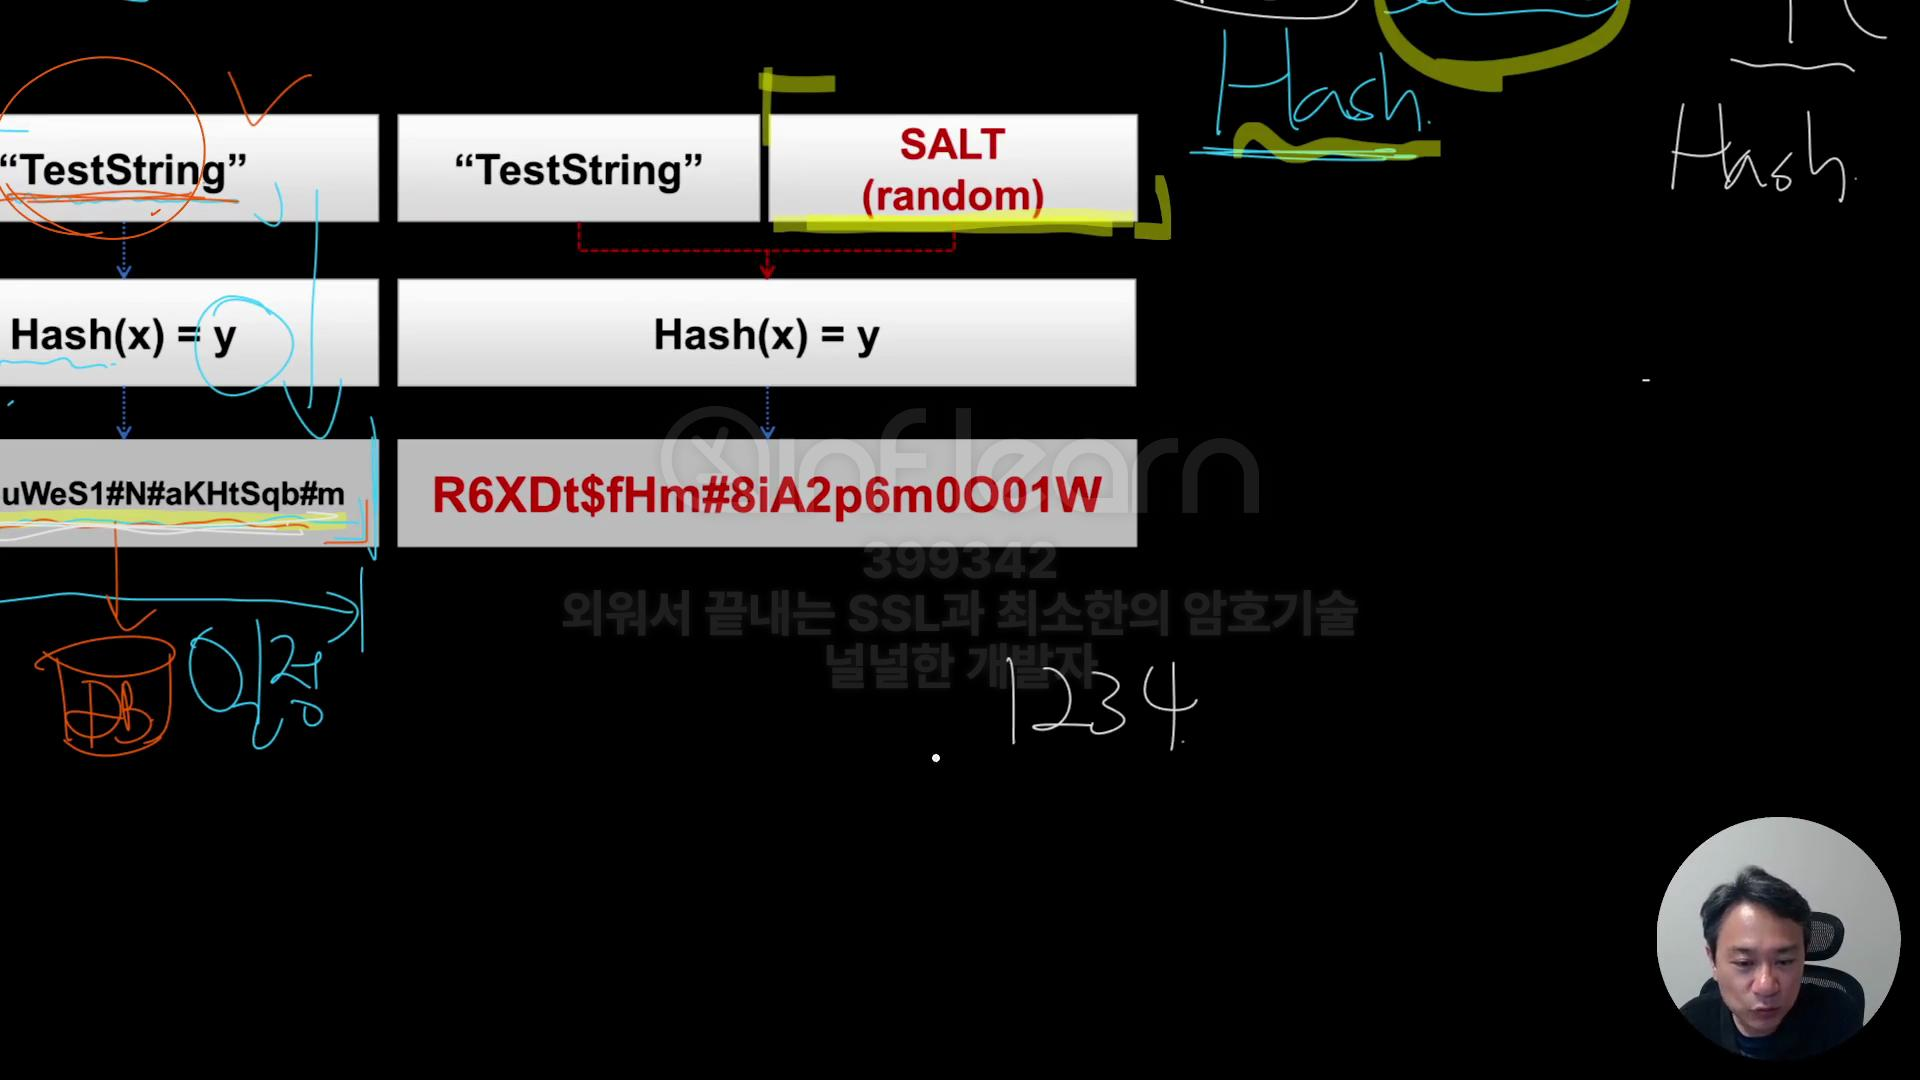 Hash.
Hash.
“TestString”
“TestString”
SALT
(random)
Hash(x) = y
Hash(x) = y
uWeS1#N#aKHtSqb#m
R6XDt$fHm#8iA2p6m0O01W
inflearn
399342
외워서 끝내는 SSL과 최소한의 암호기술
널널한 개발자
DB
1234